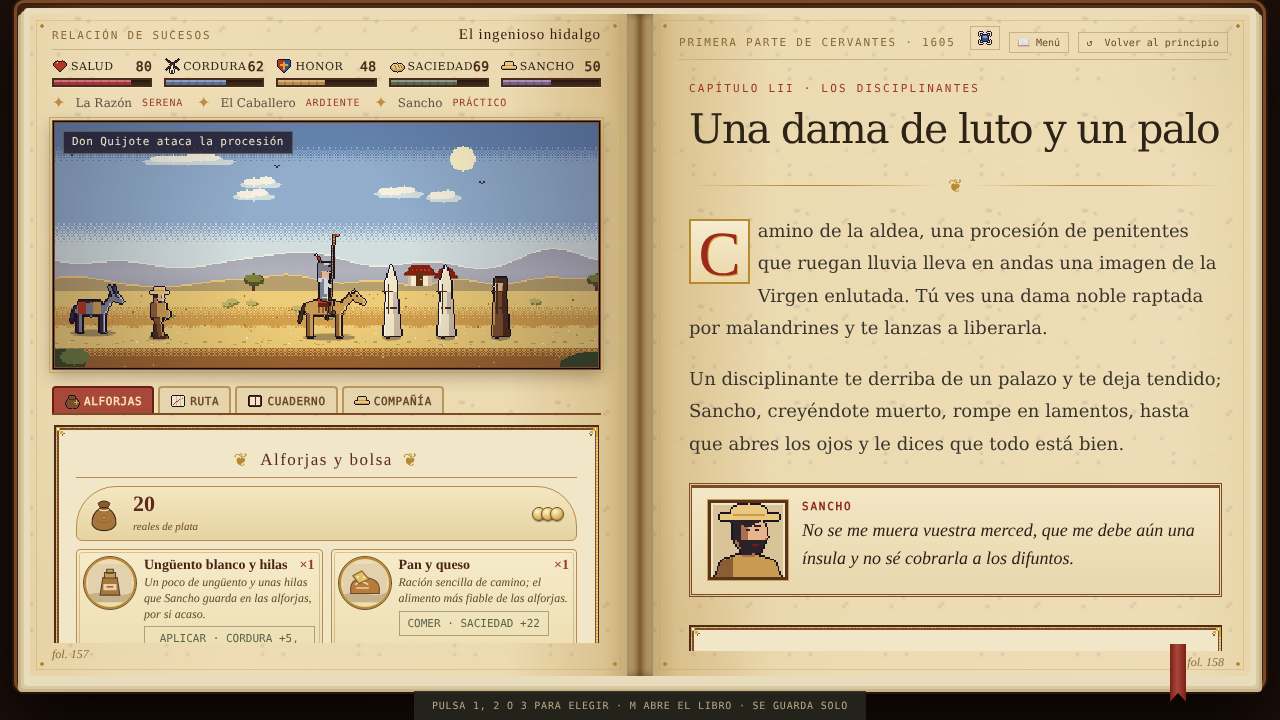 RELACIÓN DE SUCESOS
El ingenioso hidalgo
SALUD 80
CORDURA 62
HONOR 48
SACIEDAD 69
SANCHO 50
La Razón SERENA
El Caballero ARDIENTE
Sancho PRÁCTICO
Don Quijote ataca la procesión
ALFORJAS
RUTA
CUADERNO
COMPAÑÍA
Alforjas y bolsa
20
reales de plata
Ungüento blanco y hilas ×1
Un poco de ungüento y unas hilas
que Sancho guarda en las alforjas,
por si acaso.
APLICAR · CORDURA +5,
Pan y queso ×1
Ración sencilla de camino; el
alimento más fiable de las alforjas.
COMER · SACIEDAD +22
fol. 157
PRIMERA PARTE DE CERVANTES · 1605
Menú
↺ Volver al principio
CAPÍTULO LII · LOS DISCIPLINANTES
Una dama de luto y un palo
Camino de la aldea, una procesión de penitentes
que ruegan lluvia lleva en andas una imagen de la
Virgen enlutada. Tú ves una dama noble raptada
por malandrines y te lanzas a liberarla.
Un disciplinante te derriba de un palazo y te deja tendido;
Sancho, creyéndote muerto, rompe en lamentos, hasta
que abres los ojos y le dices que todo está bien.
SANCHO
No se me muera vuestra merced, que me debe aún una
ínsula y no sé cobrarla a los difuntos.
fol. 158
PULSA 1, 2 O 3 PARA ELEGIR · M ABRE EL LIBRO · SE GUARDA SOLO